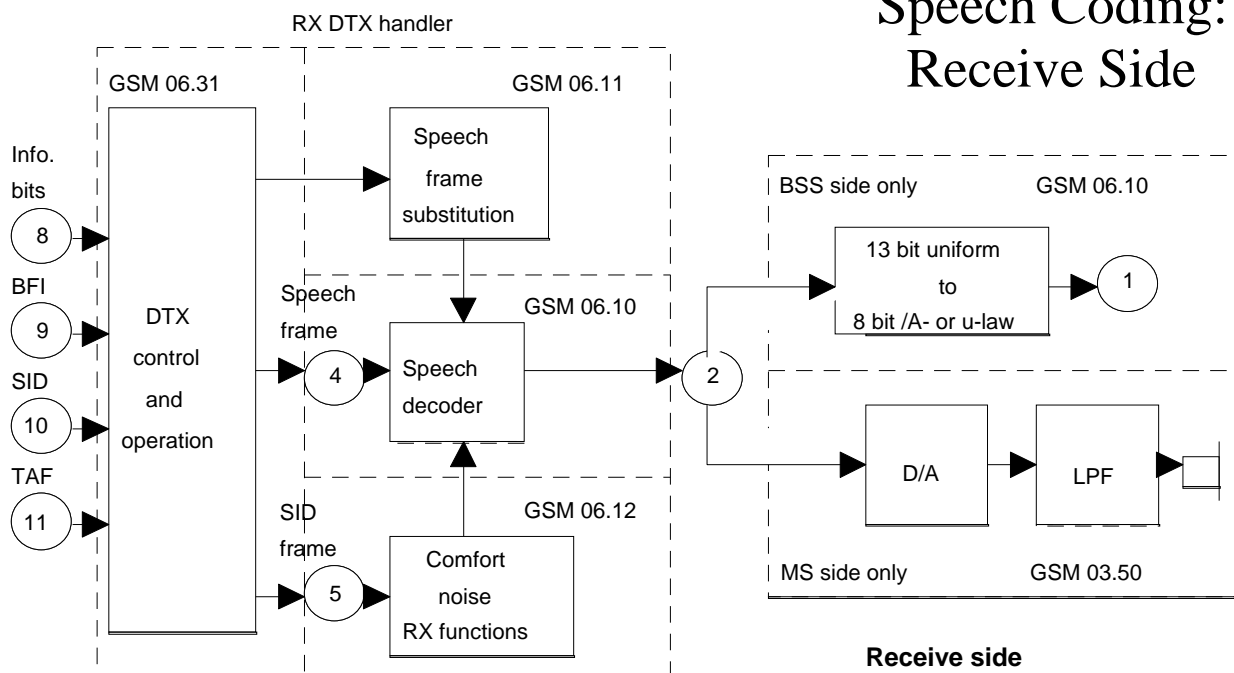 Speech Coding:
Receive Side
RX DTX handler
GSM 06.31
GSM 06.11
Info.
bits
8
BFI
9
SID
10
TAF
11
DTX
control
and
operation
Speech
frame
substitution
Speech
frame
4
GSM 06.10
Speech
decoder
SID
frame
5
GSM 06.12
Comfort
noise
RX functions
2
BSS side only
GSM 06.10
13 bit uniform
to
8 bit /A- or u-law
1
D/A
LPF
MS side only
GSM 03.50
Receive side